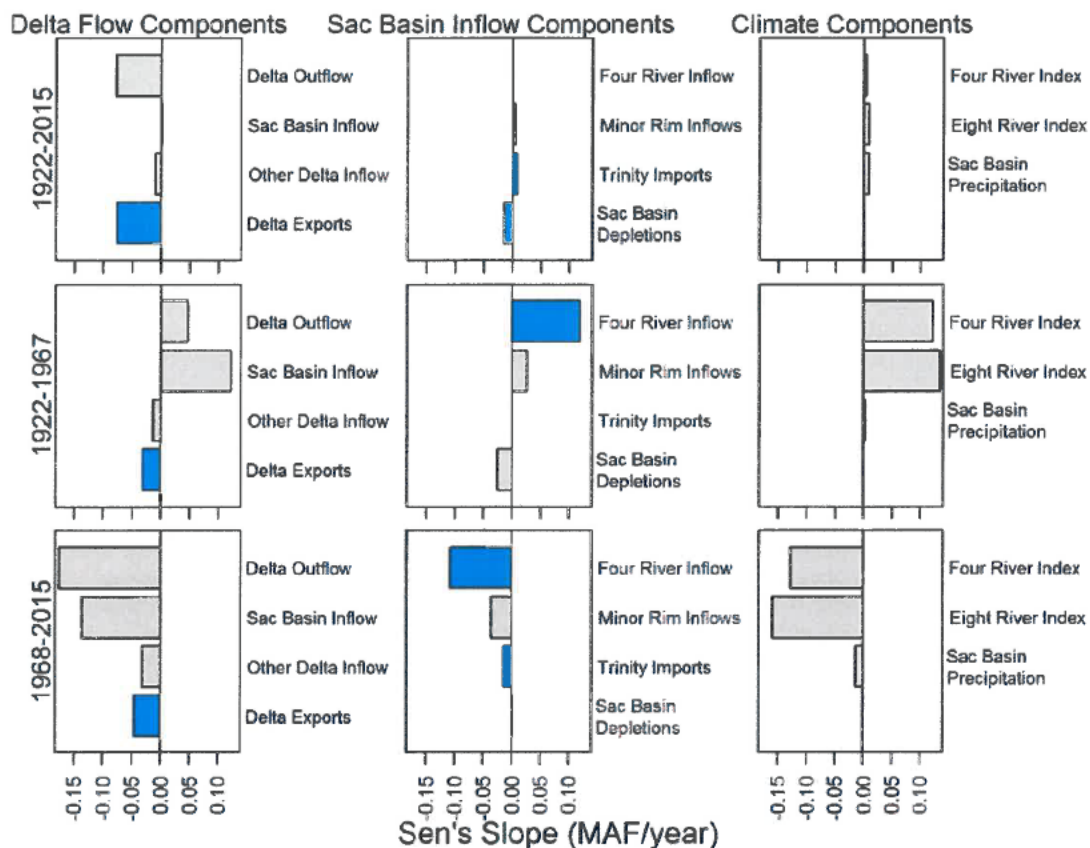 Delta Flow Components
Sac Basin Inflow Components
Climate Components
1922-2015
Delta Outflow
Sac Basin Inflow
Other Delta Inflow
Delta Exports
Four River Inflow
Minor Rim Inflows
Trinity Imports
Sac Basin
Depletions
Four River Index
Eight River Index
Sac Basin
Precipitation
1922-1967
Delta Outflow
Sac Basin Inflow
Other Delta Inflow
Delta Exports
Four River Inflow
Minor Rim Inflows
Trinity Imports
Sac Basin
Depletions
Four River Index
Eight River Index
Sac Basin
Precipitation
1968-2015
Delta Outflow
Sac Basin Inflow
Other Delta Inflow
Delta Exports
Four River Inflow
Minor Rim Inflows
Trinity Imports
Sac Basin
Depletions
Four River Index
Eight River Index
Sac Basin
Precipitation
-0.15 -0.10 -0.05 0.00 0.05 0.10
-0.15 -0.10 -0.05 0.00 0.05 0.10
-0.15 -0.10 -0.05 0.00 0.05 0.10
Sen's Slope (MAF/year)